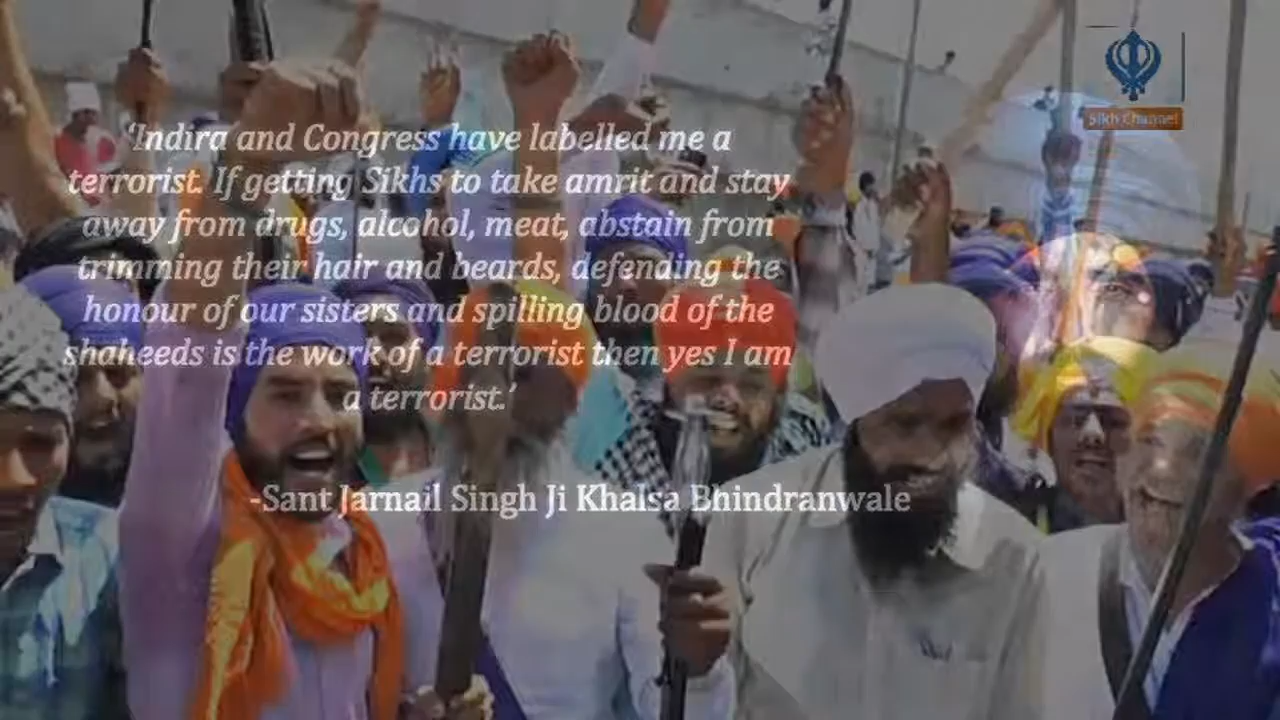 'Indira and Congress have labelled me a
terrorist. If getting Sikhs to take amrit and stay
away from drugs, alcohol, meat, abstain from
trimming their hair and beards, defending the
honour of our sisters and spilling blood of the
shaheeds is the work of a terrorist then yes I am
a terrorist.'
-Sant Jarnail Singh Ji Khalsa Bhindranwale
Sikh Channel